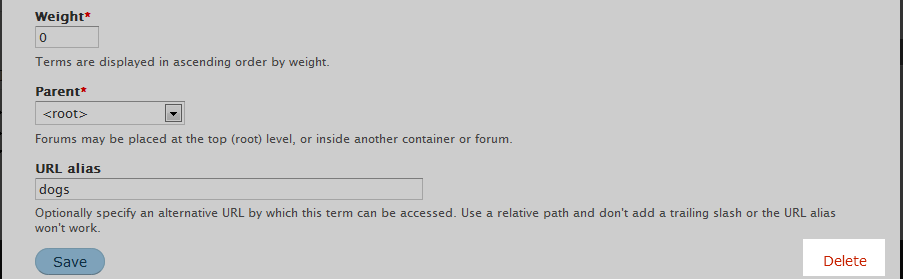 Weight*
0
Terms are displayed in ascending order by weight.
Parent*
<root>
Forums may be placed at the top (root) level, or inside another container or forum.
URL alias
dogs
Optionally specify an alternative URL by which this term can be accessed. Use a relative path and don't add a trailing slash or the URL alias
won't work.
Save
Delete